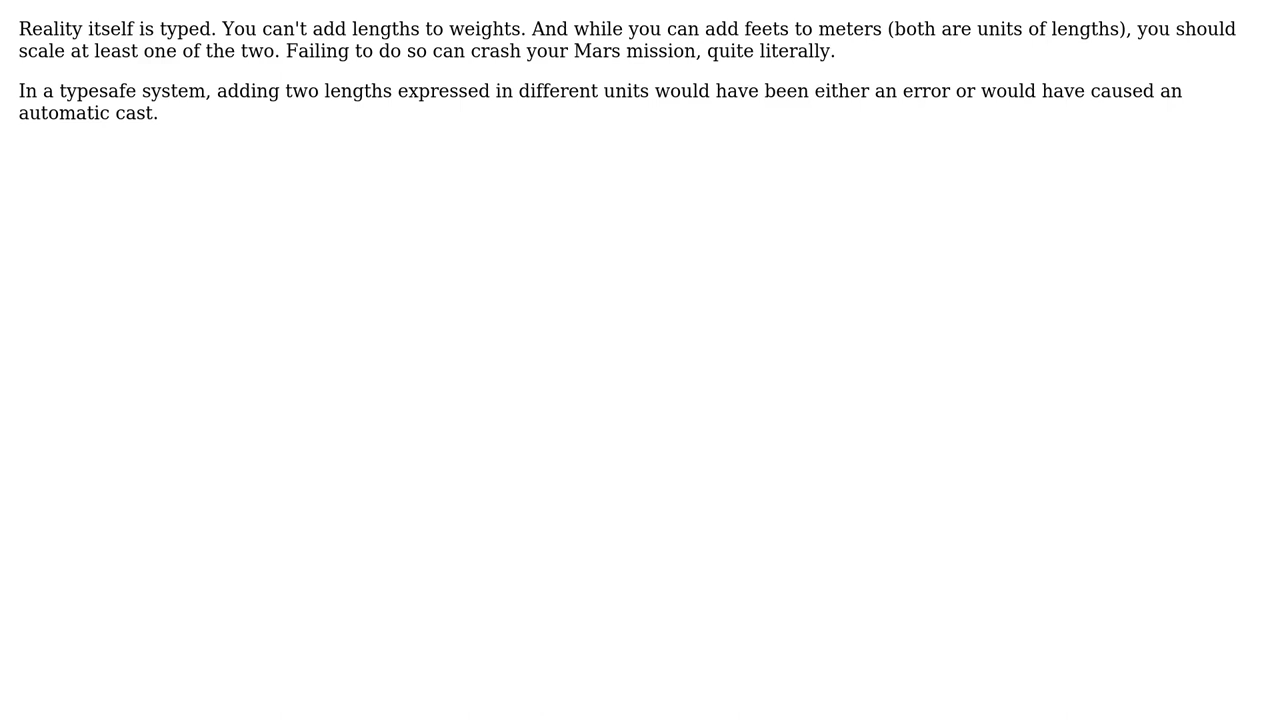 Reality itself is typed. You can't add lengths to weights. And while you can add feets to meters (both are units of lengths), you should
scale at least one of the two. Failing to do so can crash your Mars mission, quite literally.
In a typesafe system, adding two lengths expressed in different units would have been either an error or would have caused an
automatic cast.